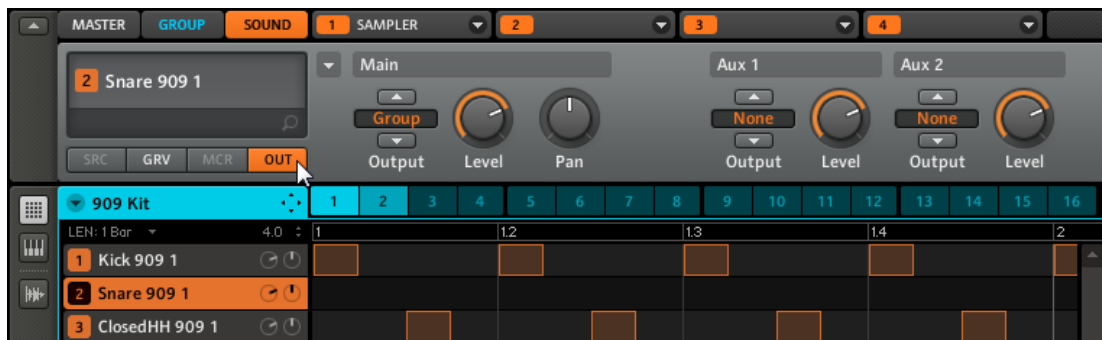 MASTER GROUP SOUND 1 SAMPLER 2 3 4
2 Snare 909 1
Main Aux 1 Aux 2
Group None None
Output Level Pan Output Level Output Level
SRC GRV MCR OUT
909 Kit 1 2 3 4 5 6 7 8 9 10 11 12 13 14 15 16
LEN: 1 Bar 4.0 1 1.2 1.3 1.4 2
1 Kick 909 1
2 Snare 909 1
3 ClosedHH 909 1